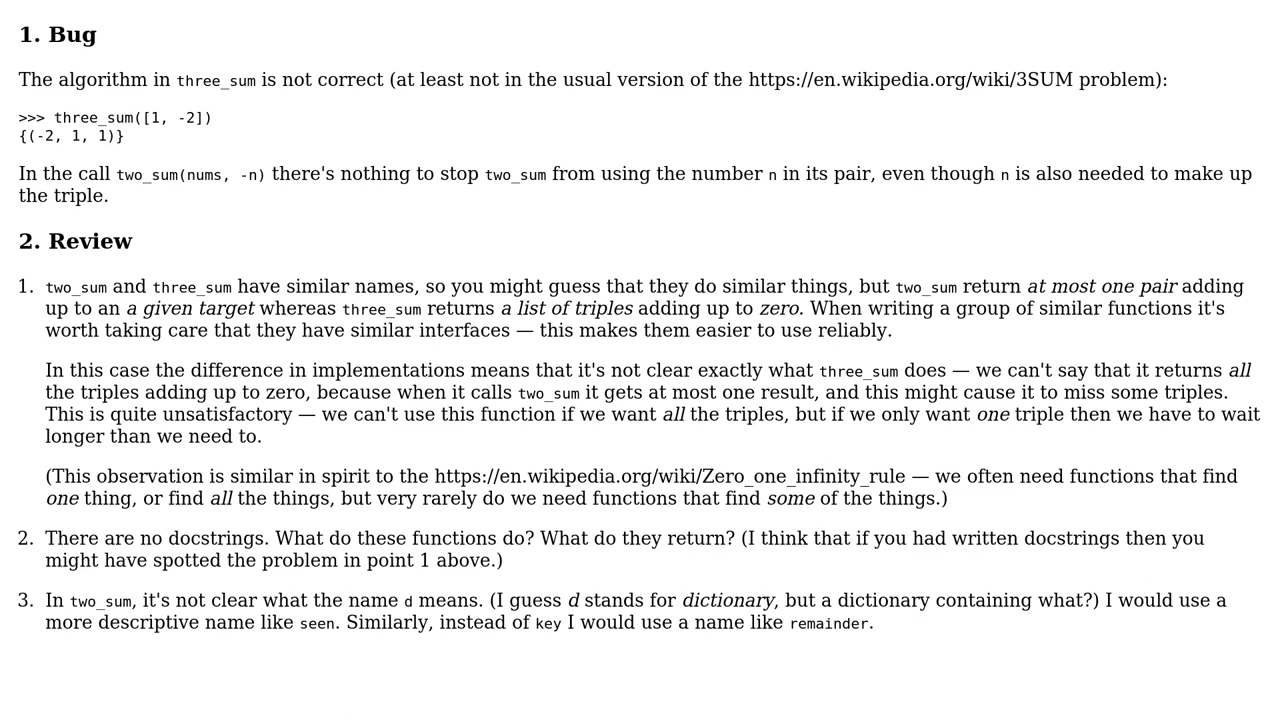 1. Bug
The algorithm in three_sum is not correct (at least not in the usual version of the https://en.wikipedia.org/wiki/3SUM problem):
>>> three_sum([1, -2])
{(-2, 1, 1)}
In the call two_sum(nums, -n) there's nothing to stop two_sum from using the number n in its pair, even though n is also needed to make up
the triple.
2. Review
1. two_sum and three_sum have similar names, so you might guess that they do similar things, but two_sum return at most one pair adding
up to an a given target whereas three_sum returns a list of triples adding up to zero. When writing a group of similar functions it's
worth taking care that they have similar interfaces — this makes them easier to use reliably.
In this case the difference in implementations means that it's not clear exactly what three_sum does — we can't say that it returns all
the triples adding up to zero, because when it calls two_sum it gets at most one result, and this might cause it to miss some triples.
This is quite unsatisfactory — we can't use this function if we want all the triples, but if we only want one triple then we have to wait
longer than we need to.
(This observation is similar in spirit to the https://en.wikipedia.org/wiki/Zero_one_infinity_rule — we often need functions that find
one thing, or find all the things, but very rarely do we need functions that find some of the things.)
2. There are no docstrings. What do these functions do? What do they return? (I think that if you had written docstrings then you
might have spotted the problem in point 1 above.)
3. In two_sum, it's not clear what the name d means. (I guess d stands for dictionary, but a dictionary containing what?) I would use a
more descriptive name like seen. Similarly, instead of key I would use a name like remainder.